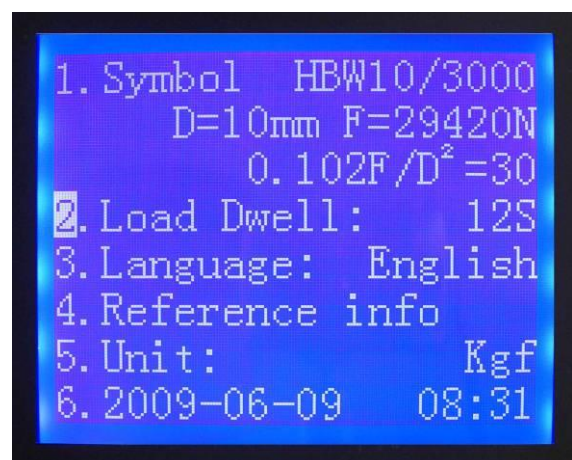 1.Symbol HBW10/3000
D=10mm F=29420N
0.102F/D²=30
2.Load Dwell: 12S
3.Language: English
4.Reference info
5.Unit: Kgf
6.2009-06-09 08:31